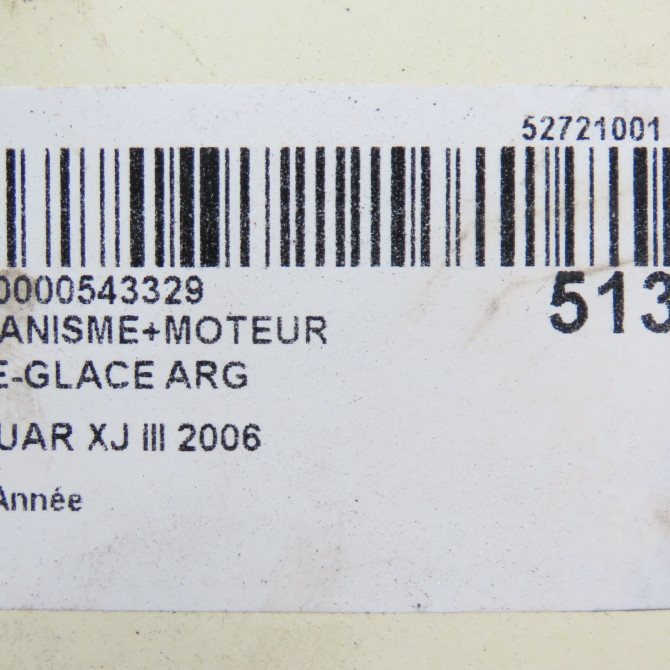 52721001
0000543329
513
ANISME+MOTEUR
E-GLACE ARG
UAR XJ III 2006
Année